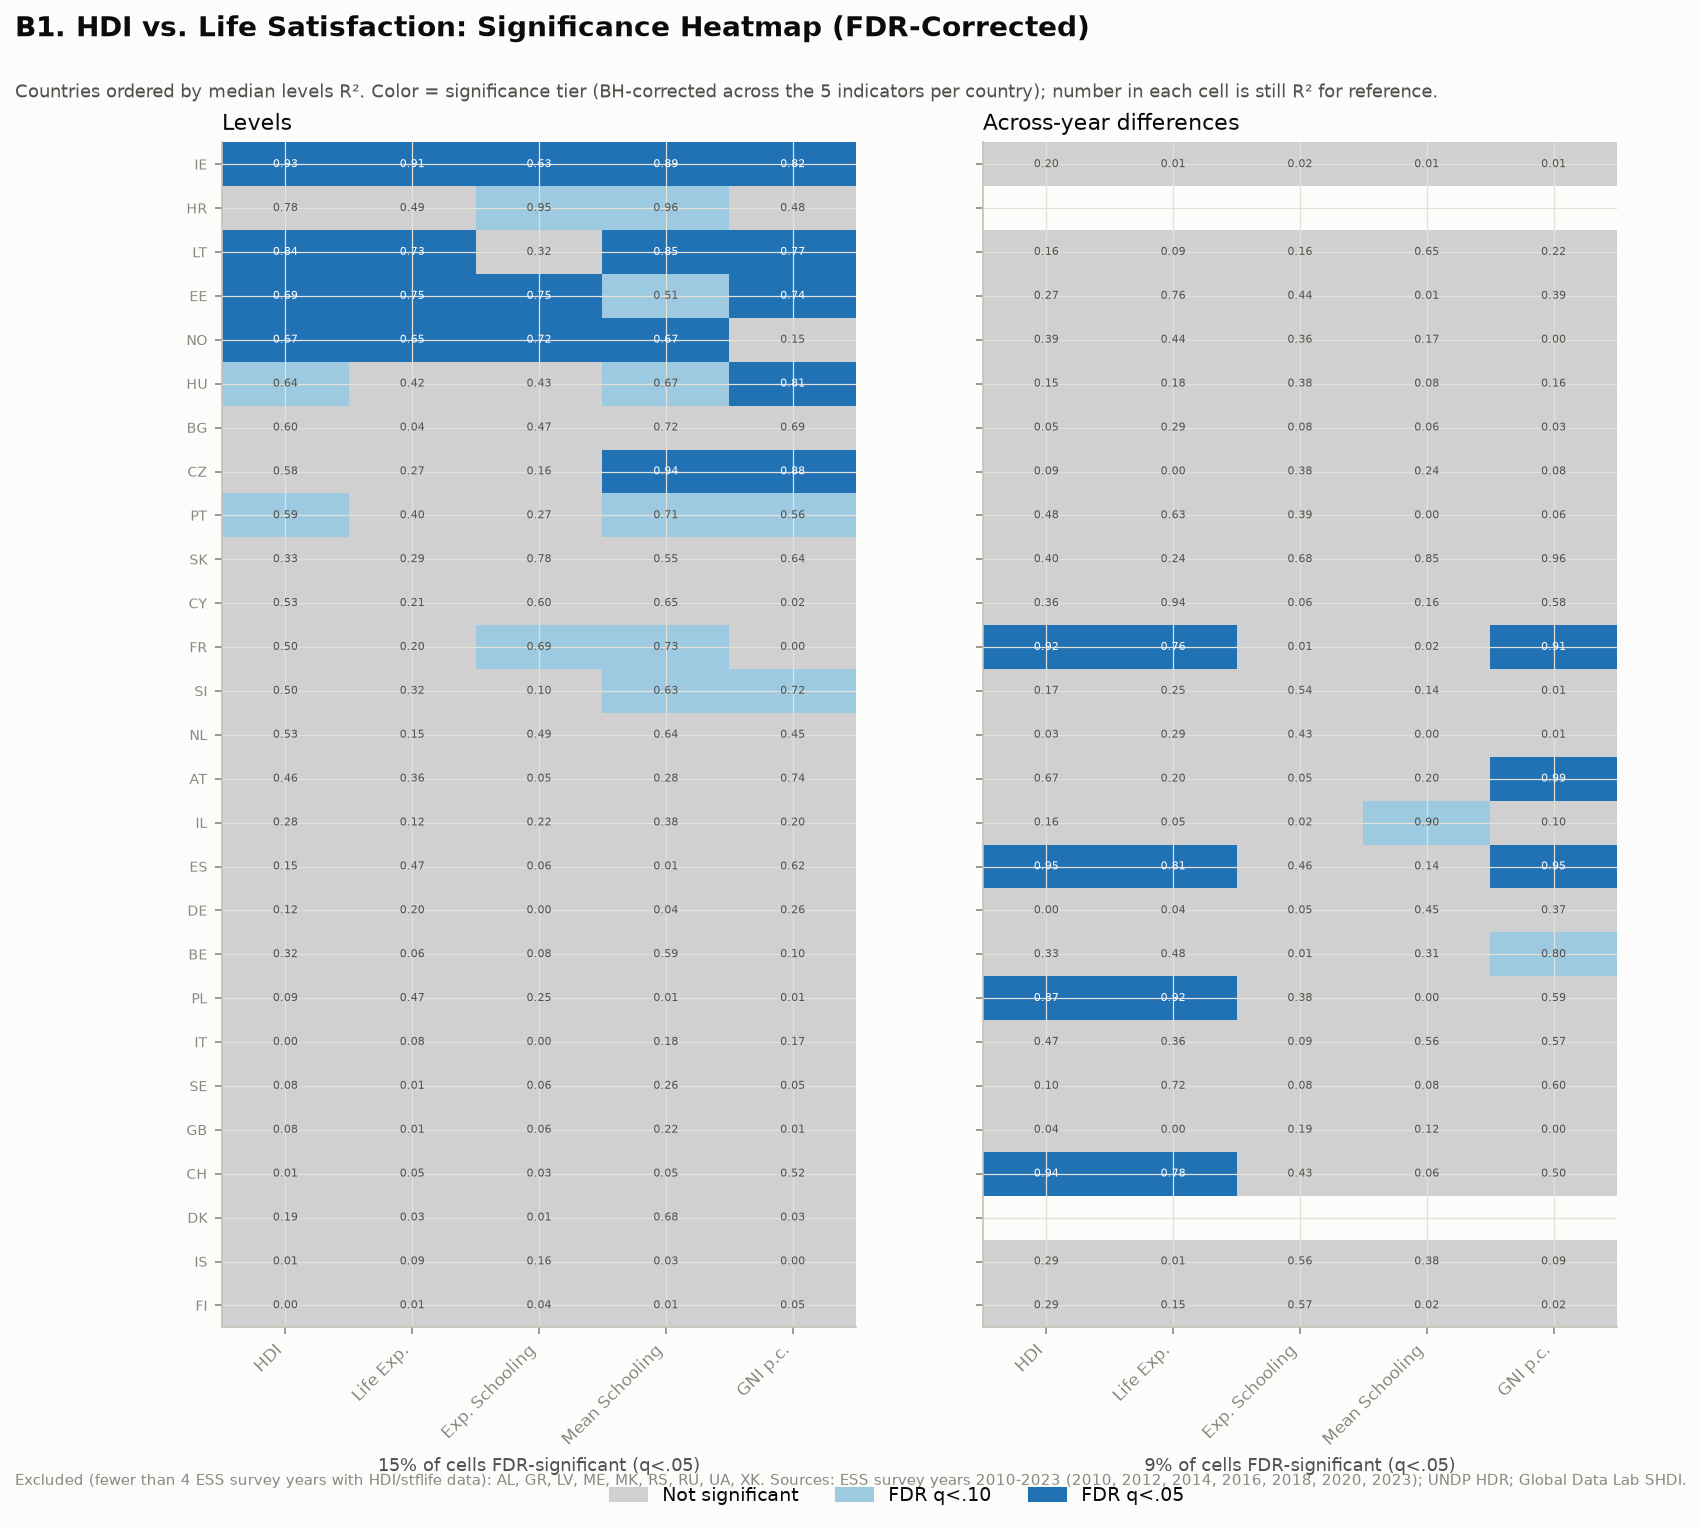 B1. HDI vs. Life Satisfaction: Significance Heatmap (FDR-Corrected)
Countries ordered by median levels R². Color = significance tier (BH-corrected across the 5 indicators per country); number in each cell is still R² for reference.
Levels Across-year differences
IE 0.93 0.91 0.63 0.89 0.82 0.20 0.01 0.02 0.01 0.01
HR 0.78 0.49 0.95 0.96 0.48
LT 0.84 0.73 0.32 0.85 0.77 0.16 0.09 0.16 0.65 0.22
EE 0.69 0.75 0.75 0.51 0.74 0.27 0.76 0.44 0.01 0.39
NO 0.67 0.65 0.72 0.67 0.15 0.39 0.44 0.36 0.17 0.00
HU 0.64 0.42 0.43 0.67 0.81 0.15 0.18 0.38 0.08 0.16
BG 0.60 0.04 0.47 0.72 0.69 0.05 0.29 0.08 0.06 0.03
CZ 0.58 0.27 0.16 0.94 0.88 0.09 0.00 0.38 0.24 0.08
PT 0.59 0.40 0.27 0.71 0.56 0.48 0.63 0.39 0.00 0.06
SK 0.33 0.29 0.78 0.55 0.64 0.40 0.24 0.68 0.85 0.96
CY 0.53 0.21 0.60 0.65 0.02 0.36 0.94 0.06 0.16 0.58
FR 0.50 0.20 0.69 0.73 0.00 0.92 0.76 0.01 0.02 0.91
SI 0.50 0.32 0.10 0.63 0.72 0.17 0.25 0.54 0.14 0.01
NL 0.53 0.15 0.49 0.64 0.45 0.03 0.29 0.43 0.00 0.01
AT 0.46 0.36 0.05 0.28 0.74 0.67 0.20 0.05 0.20 0.99
IL 0.28 0.12 0.22 0.38 0.20 0.16 0.05 0.02 0.90 0.10
ES 0.15 0.47 0.06 0.01 0.62 0.95 0.81 0.46 0.14 0.95
DE 0.12 0.20 0.00 0.04 0.26 0.00 0.04 0.05 0.45 0.37
BE 0.32 0.06 0.08 0.59 0.10 0.33 0.48 0.01 0.31 0.80
PL 0.09 0.47 0.25 0.01 0.01 0.87 0.92 0.38 0.00 0.59
IT 0.00 0.08 0.00 0.18 0.17 0.47 0.36 0.09 0.56 0.57
SE 0.08 0.01 0.06 0.26 0.05 0.10 0.72 0.08 0.08 0.60
GB 0.08 0.01 0.06 0.22 0.01 0.04 0.00 0.19 0.12 0.00
CH 0.01 0.05 0.03 0.05 0.52 0.94 0.78 0.43 0.06 0.50
DK 0.19 0.03 0.01 0.68 0.03
IS 0.01 0.09 0.16 0.03 0.00 0.29 0.01 0.56 0.38 0.09
FI 0.00 0.01 0.04 0.01 0.05 0.29 0.15 0.57 0.02 0.02
HDI Life Exp. Exp. Schooling Mean Schooling GNI p.c. HDI Life Exp. Exp. Schooling Mean Schooling GNI p.c.
15% of cells FDR-significant (q<.05) 9% of cells FDR-significant (q<.05)
Excluded (fewer than 4 ESS survey years with HDI/stflife data): AL, GR, LV, ME, MK, RS, RU, UA, XK. Sources: ESS survey years 2010-2023 (2010, 2012, 2014, 2016, 2018, 2020, 2023); UNDP HDR; Global Data Lab SHDI.
Not significant FDR q<.10 FDR q<.05